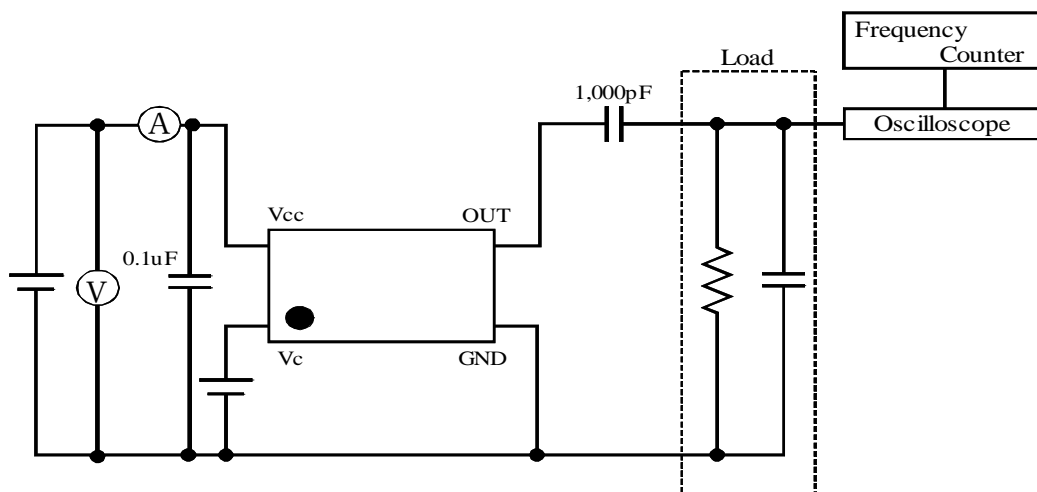 Frequency
Counter
Load
1,000pF
A
Oscilloscope
Vcc
OUT
0.1uF
V
Vc
GND